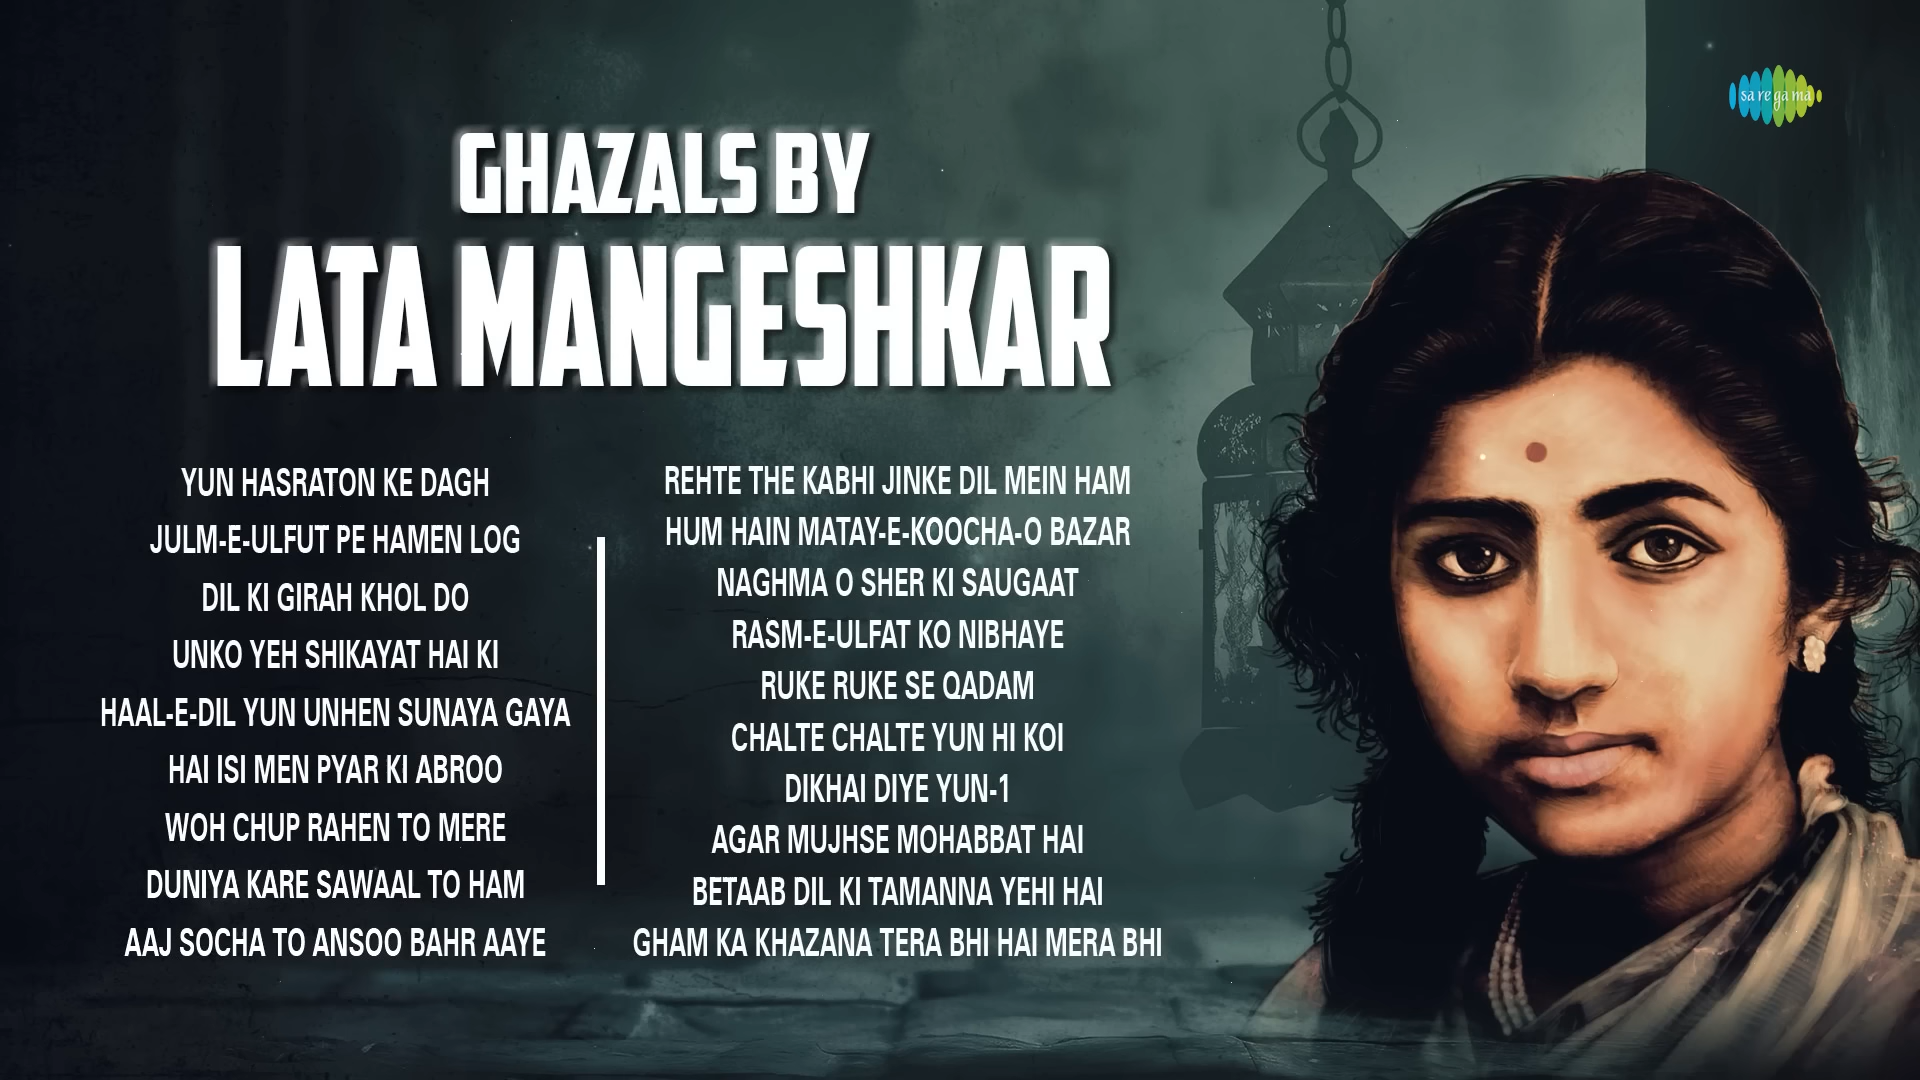 sa re ga ma
GHAZALS BY
LATA MANGESHKAR
YUN HASRATON KE DAGH
JULM-E-ULFUT PE HAMEN LOG
DIL KI GIRAH KHOL DO
UNKO YEH SHIKAYAT HAI KI
HAAL-E-DIL YUN UNHEN SUNAYA GAYA
HAI ISI MEN PYAR KI ABROO
WOH CHUP RAHEN TO MERE
DUNIYA KARE SAWAAL TO HAM
AAJ SOCHA TO ANSOO BAHR AAYE
REHTE THE KABHI JINKE DIL MEIN HAM
HUM HAIN MATAY-E-KOOCHA-O BAZAR
NAGHMA O SHER KI SAUGAAT
RASM-E-ULFAT KO NIBHAYE
RUKE RUKE SE QADAM
CHALTE CHALTE YUN HI KOI
DIKHAI DIYE YUN-1
AGAR MUJHSE MOHABBAT HAI
BETAAB DIL KI TAMANNA YEHI HAI
GHAM KA KHAZANA TERA BHI HAI MERA BHI